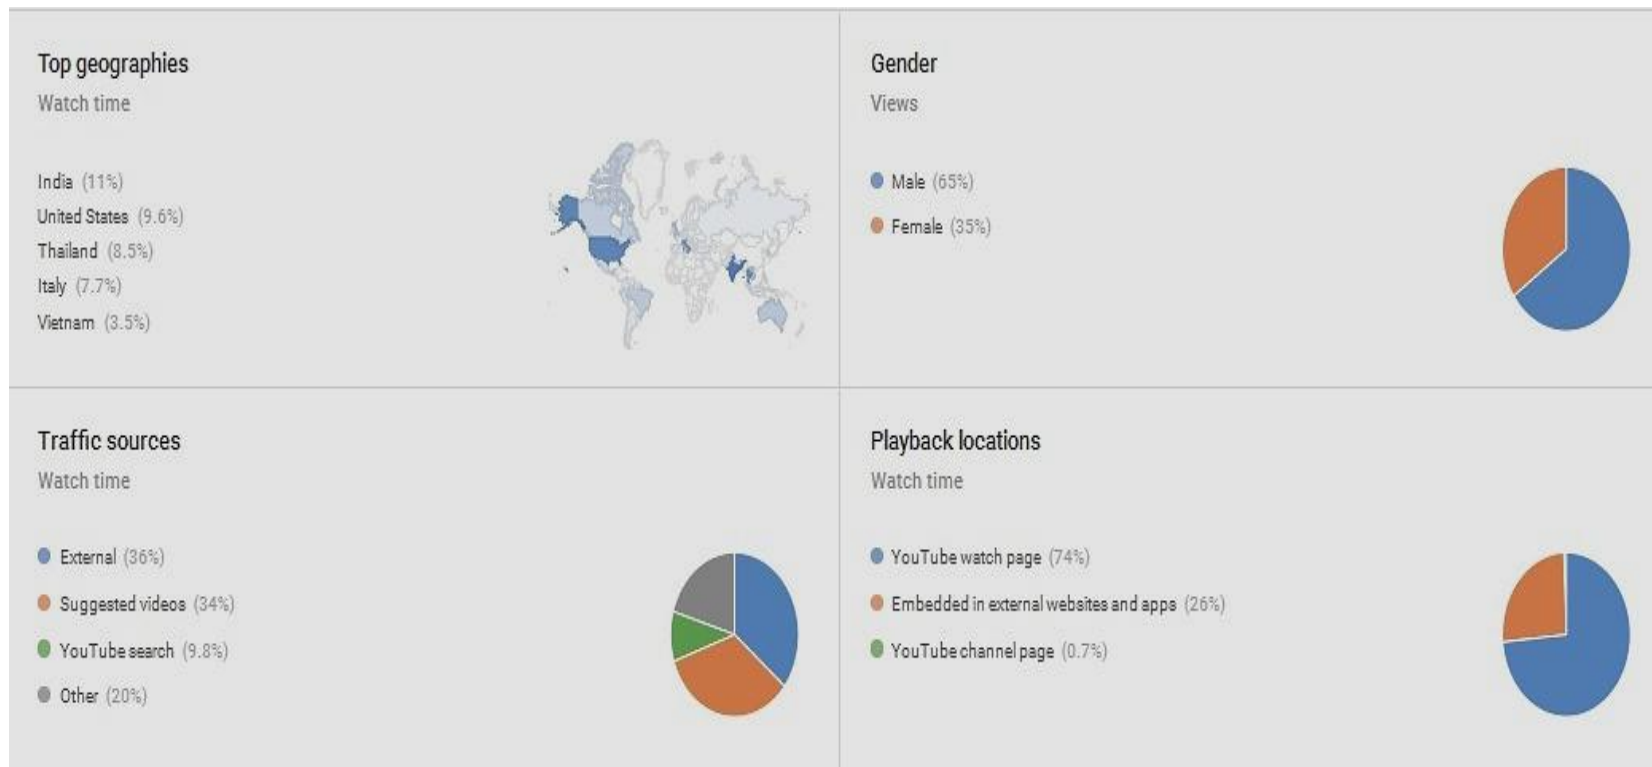 Top geographies
Watch time
India (11%)
United States (9.6%)
Thailand (8.5%)
Italy (7.7%)
Vietnam (3.5%)
Gender
Views
Male (65%)
Female (35%)
Traffic sources
Watch time
External (36%)
Suggested videos (34%)
YouTube search (9.8%)
Other (20%)
Playback locations
Watch time
YouTube watch page (74%)
Embedded in external websites and apps (26%)
YouTube channel page (0.7%)